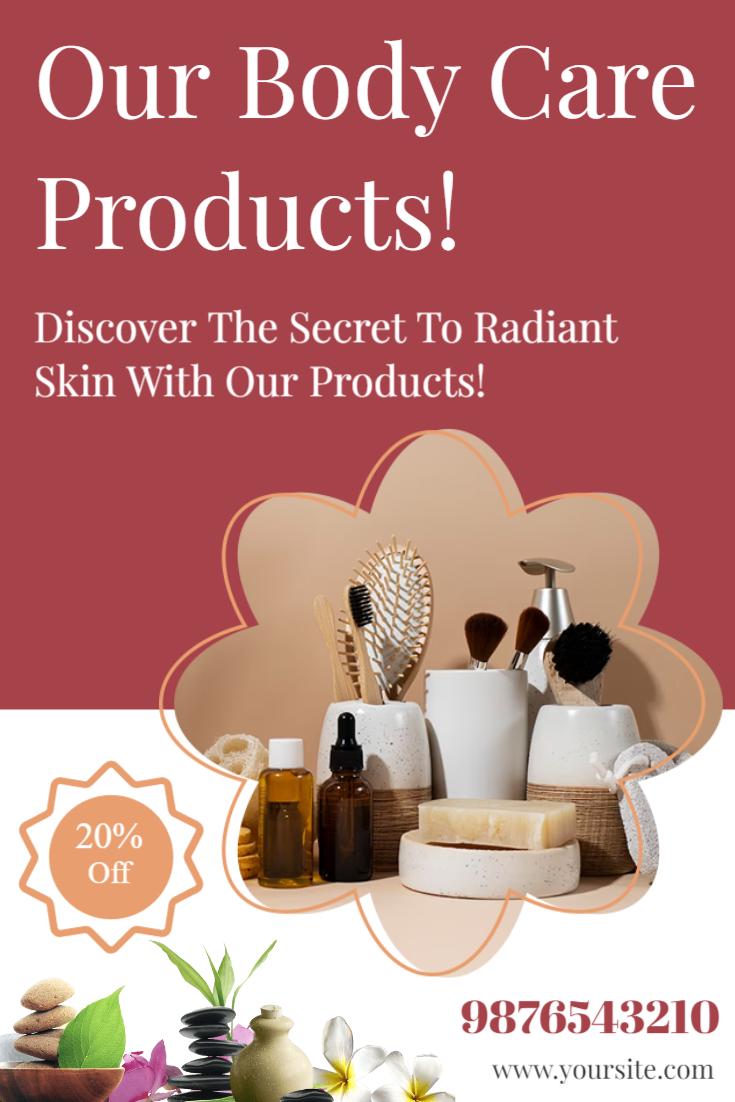 Our Body Care
Products!
Discover The Secret To Radiant
Skin With Our Products!
20%
Off
9876543210
www.yoursite.com